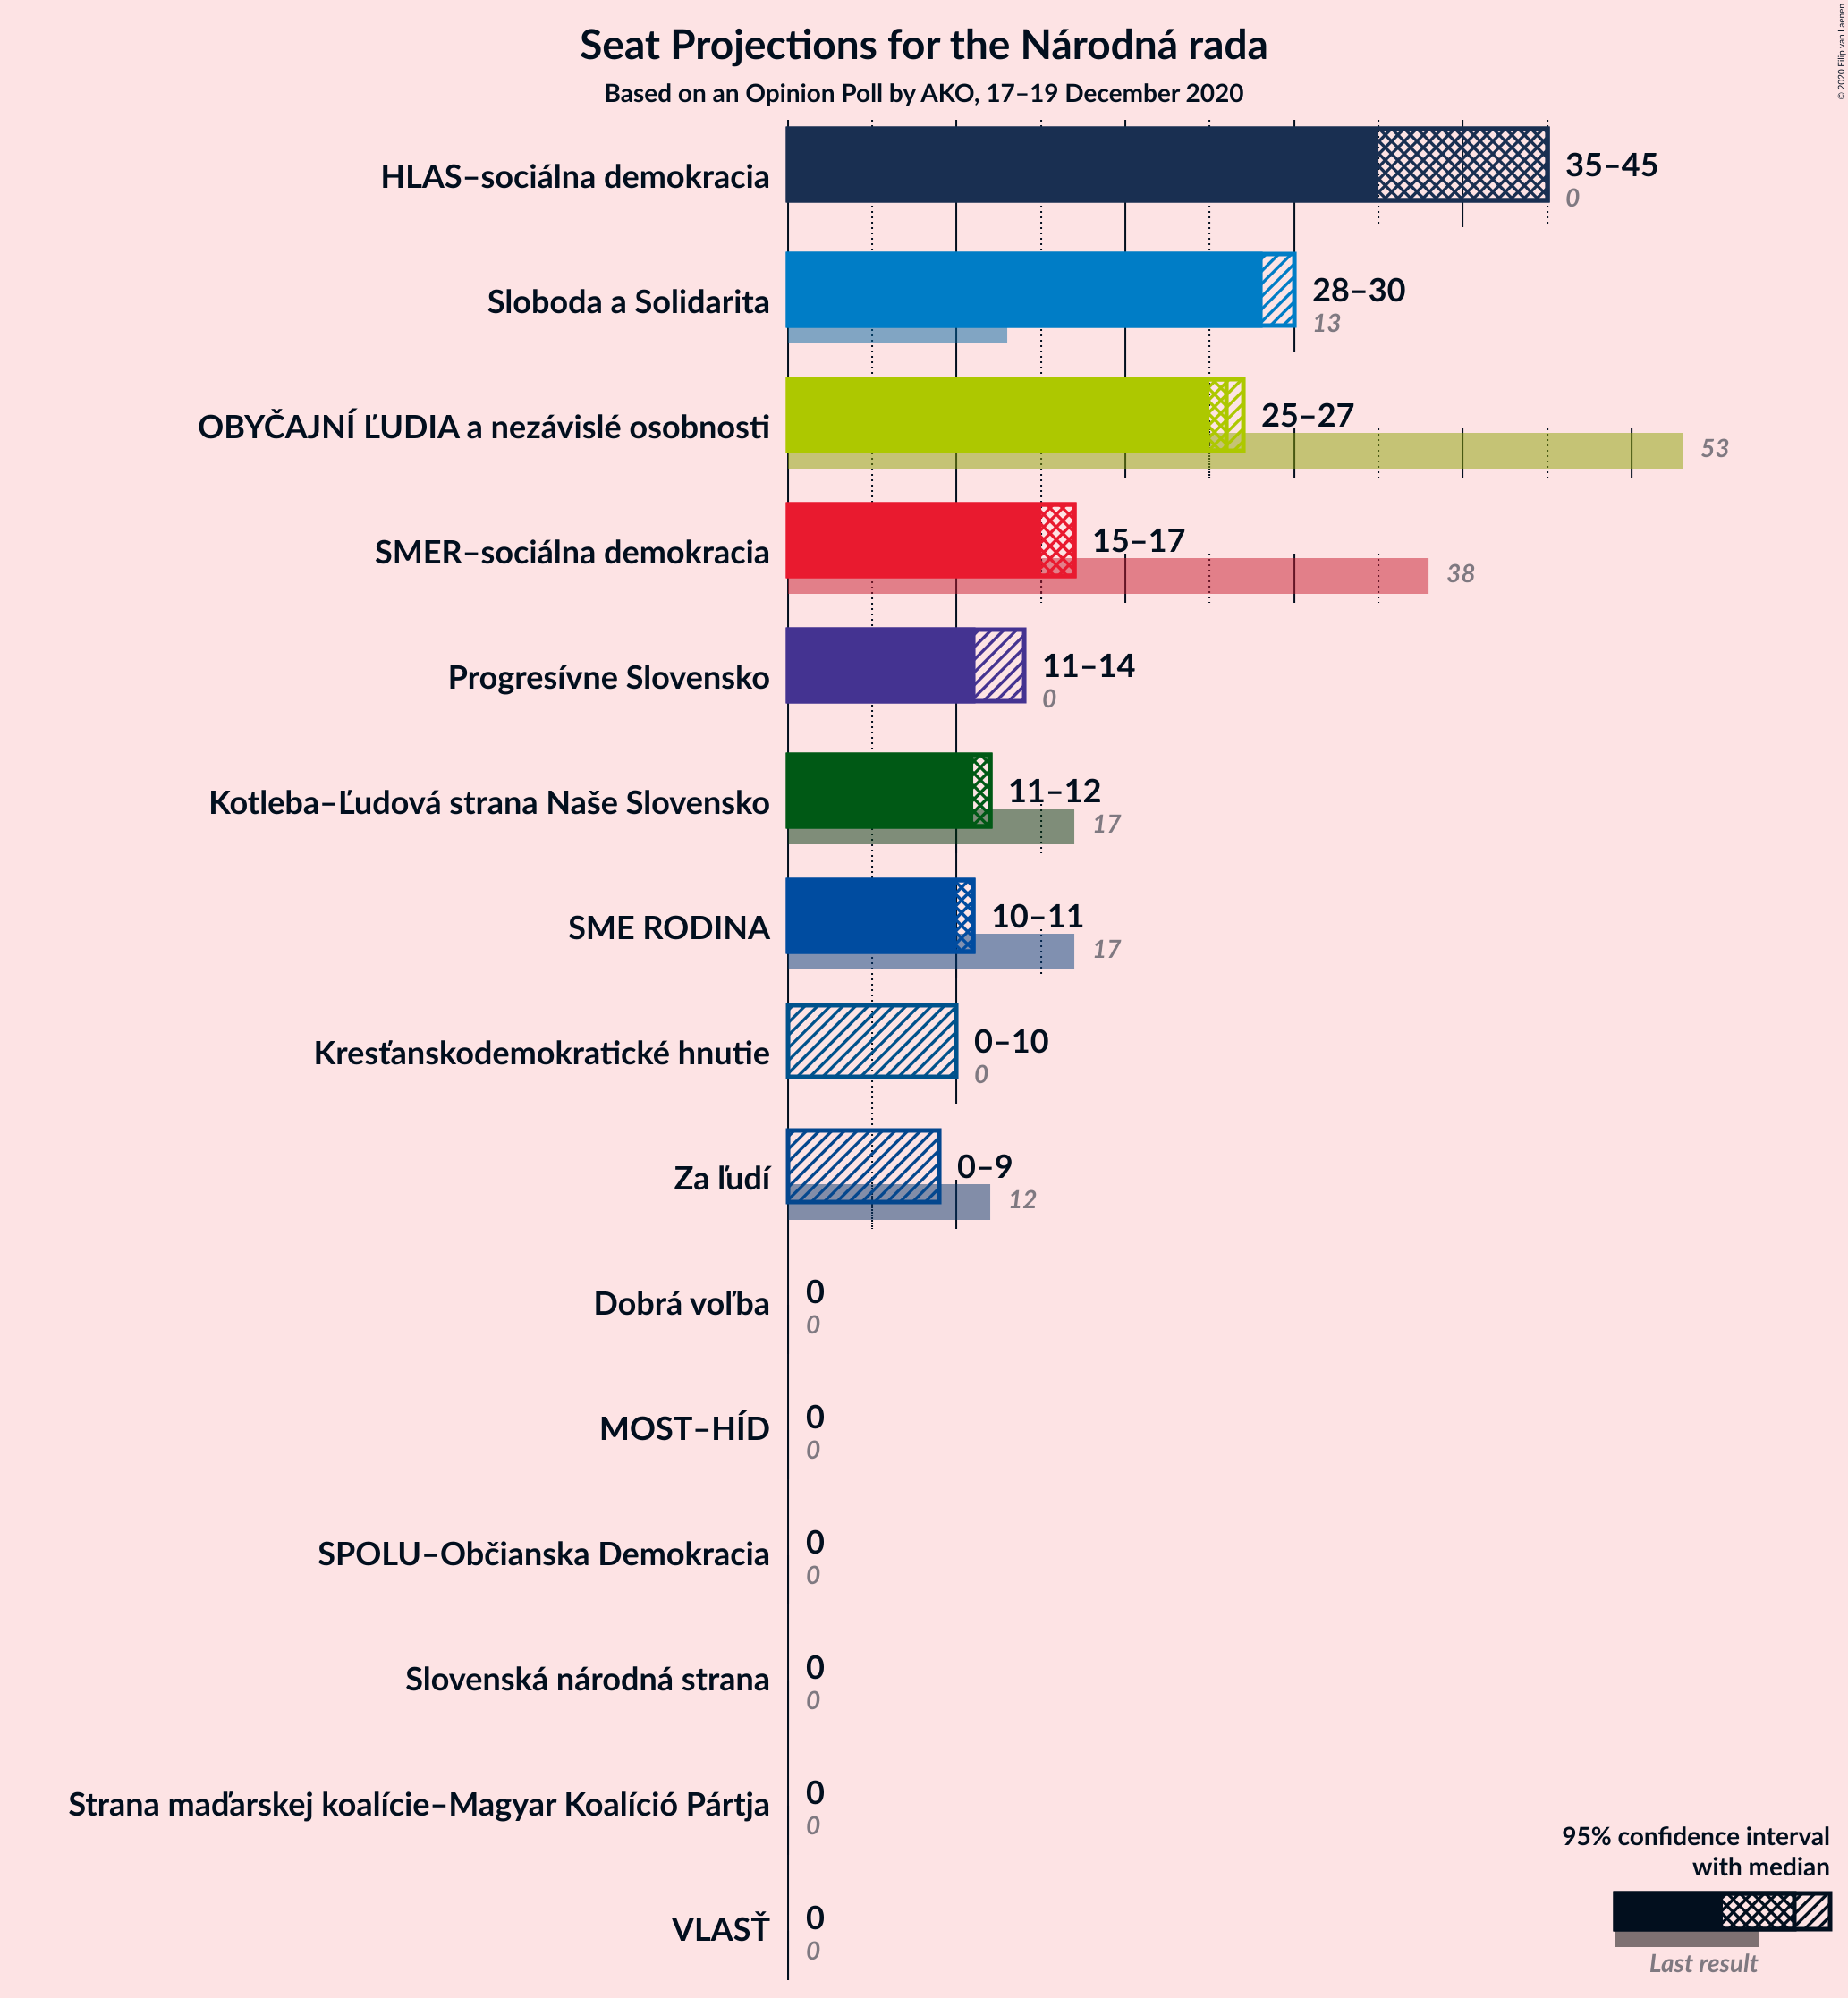 Seat Projections for the Národná rada
Based on an Opinion Poll by AKO, 17–19 December 2020
© 2020 Filip van Laenen
HLAS–sociálna demokracia
35–45
0
Sloboda a Solidarita
28–30
13
OBYČAJNÍ ĽUDIA a nezávislé osobnosti
25–27
53
SMER–sociálna demokracia
15–17
38
Progresívne Slovensko
11–14
0
Kotleba–Ľudová strana Naše Slovensko
11–12
17
SME RODINA
10–11
17
Kresťanskodemokratické hnutie
0–10
0
Za ľudí
0–9
12
Dobrá voľba
0
0
MOST–HÍD
0
0
SPOLU–Občianska Demokracia
0
0
Slovenská národná strana
0
0
Strana maďarskej koalície–Magyar Koalíció Pártja
0
0
VLASŤ
0
0
95% confidence interval
with median
Last result